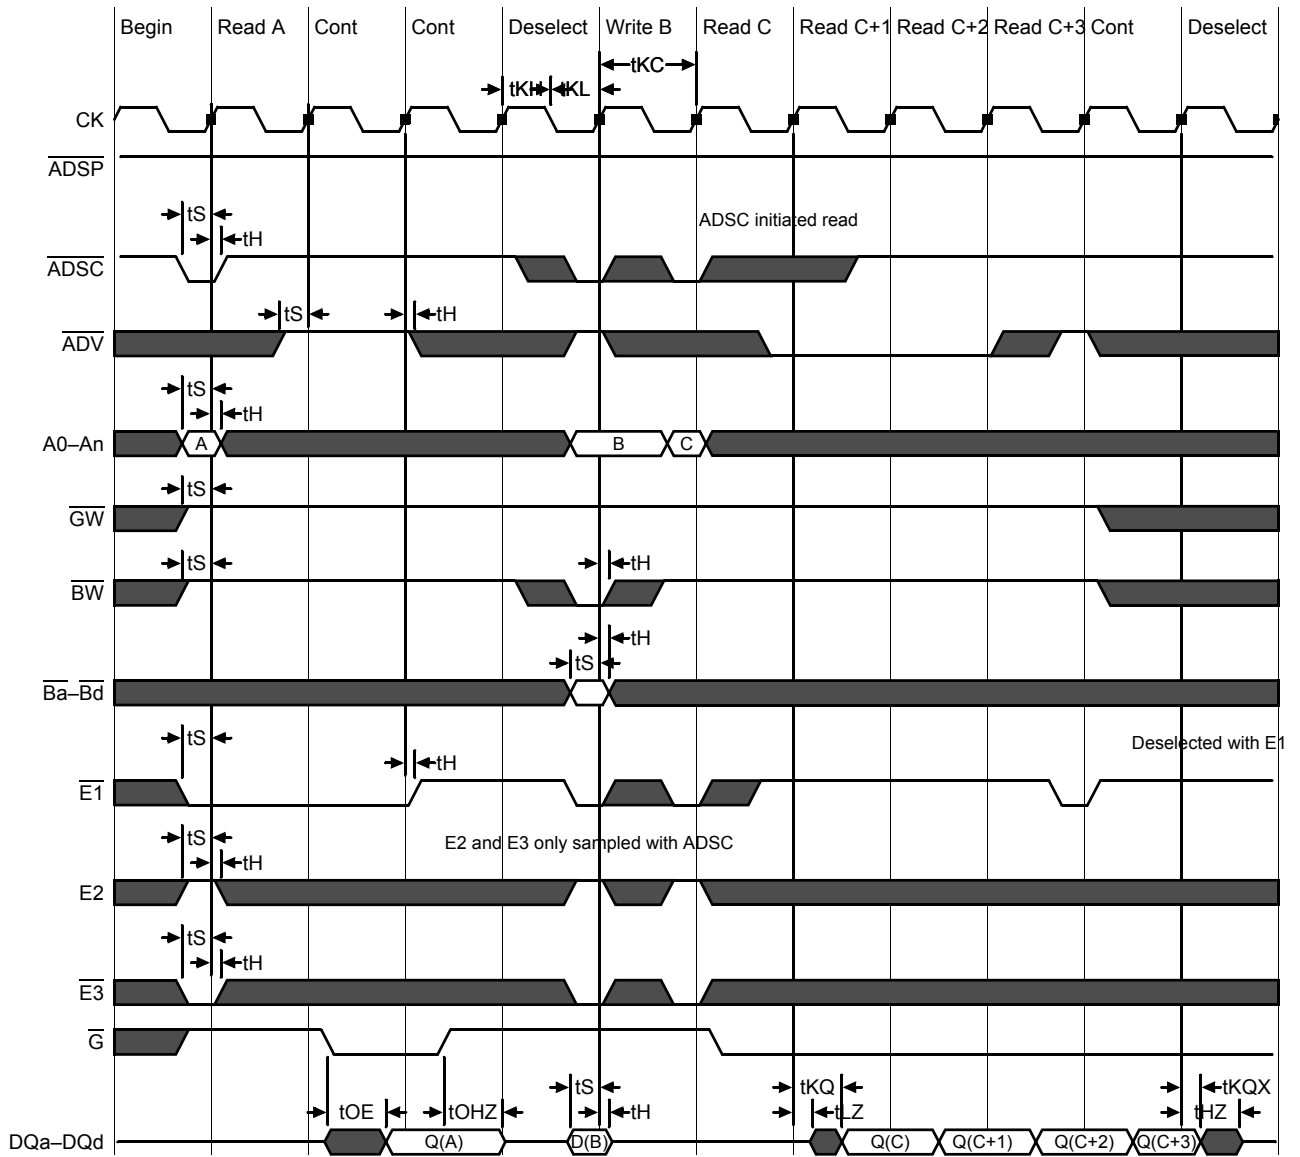 Begin Read A Cont Cont Deselect Write B Read C Read C+1 Read C+2 Read C+3 Cont Deselect
tKC
tKH tKL
CK
ADSP
tS
ADSC initiated read
tH
ADSC
tS tH
ADV
tS
tH
A0–An A B C
tS
GW
tS tH
BW
tH
tS
Ba–Bd
tS
Deselected with E1
tH
E1
tS
E2 and E3 only sampled with ADSC
tH
E2
tS
tH
E3
G
tS tKQ tKQX
tOE tOHZ tH tLZ tHZ
DQa–DQd Q(A) D(B) Q(C) Q(C+1) Q(C+2) Q(C+3)